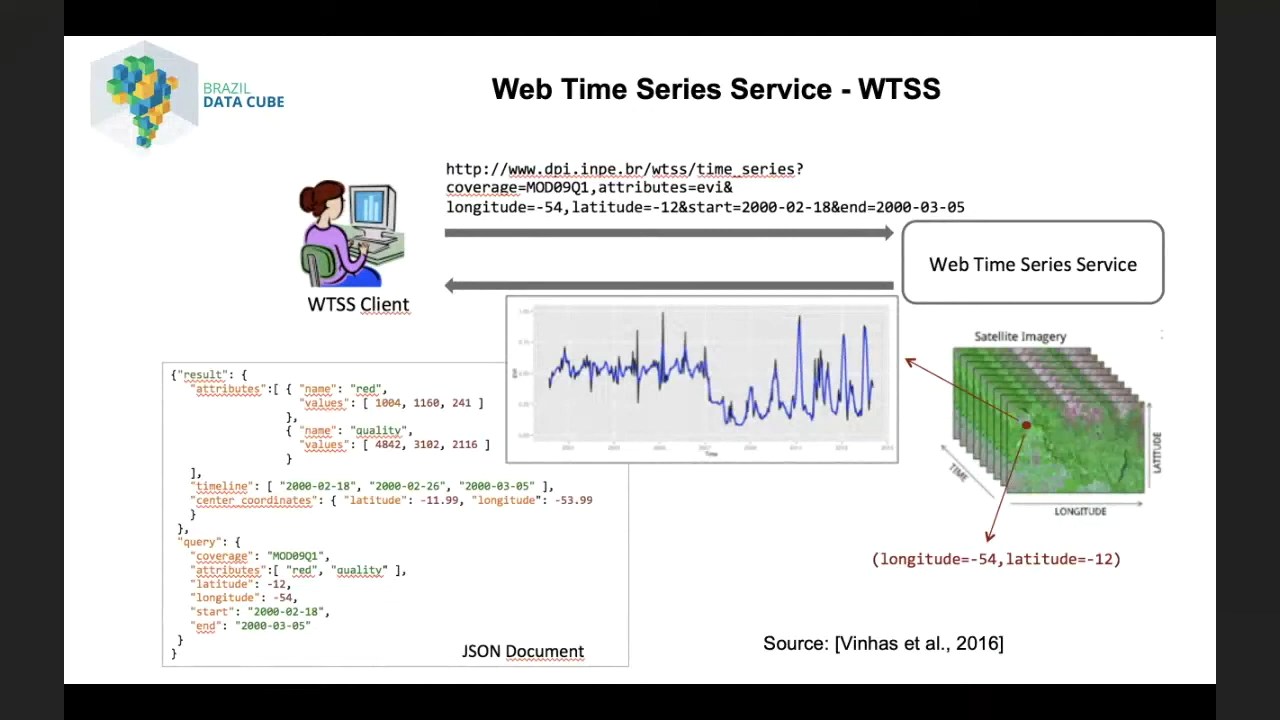 BRAZIL
DATA CUBE
Web Time Series Service - WTSS
http://www.dpi.inpe.br/wtss/time_series?
coverage=MOD09Q1,attributes=evi&
longitude=-54,latitude=-12&start=2000-02-18&end=2000-03-05
Web Time Series Service
WTSS Client
Satellite Imagery
TIME
LATITUDE
LONGITUDE
(longitude=-54,latitude=-12)
{"result": {
"attributes":[ { "name": "red",
"values": [ 1004, 1160, 241 ]
},
{ "name": "quality",
"values": [ 4842, 3102, 2116 ]
}
],
"timeline": [ "2000-02-18", "2000-02-26", "2000-03-05" ],
"center_coordinates": { "latitude": -11.99, "longitude": -53.99
}
},
"query": {
"coverage": "MOD09Q1",
"attributes":[ "red", "quality" ],
"latitude": -12,
"longitude": -54,
"start": "2000-02-18",
"end": "2000-03-05"
}
}
JSON Document
Source: [Vinhas et al., 2016]